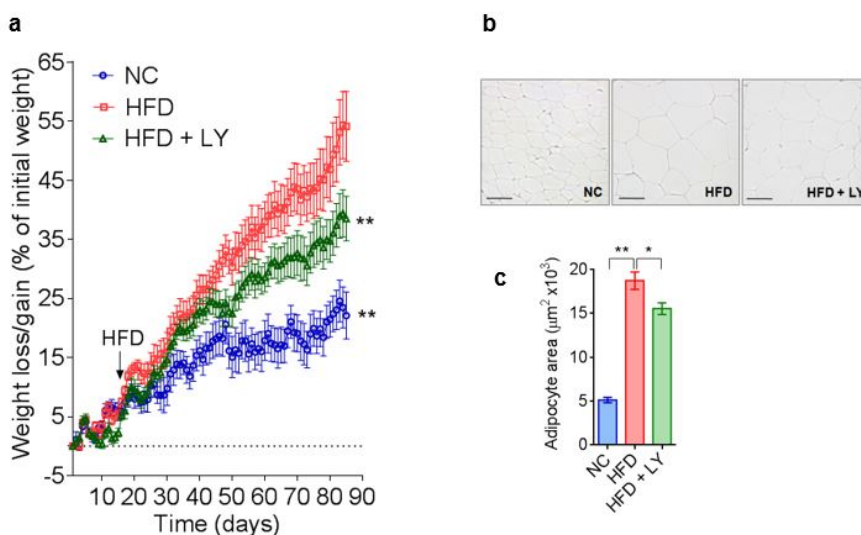 a
Weight loss/gain (% of initial weight)
65
55
45
35
25
15
5
-5
NC
HFD
HFD + LY
HFD
**
**
10 20 30 40 50 60 70 80 90
Time (days)
b
NC
HFD
HFD + LY
c
Adipocyte area (µm² x10³)
20
15
10
5
0
** *
NC
HFD
HFD + LY